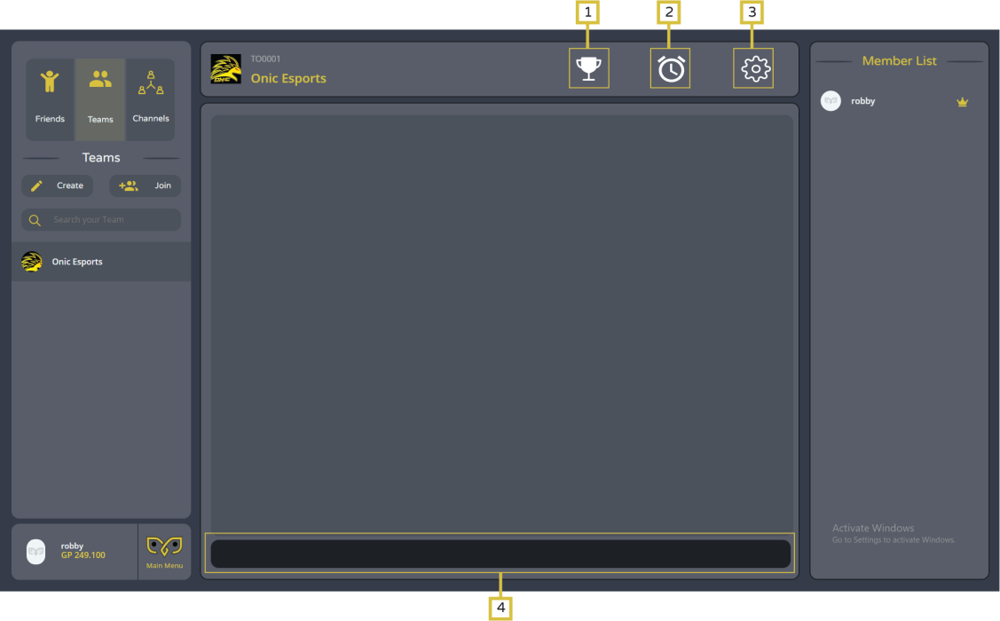 1
2
3
Friends
Teams
Channels
Teams
Create
Join
Search your Team
Onic Esports
robby
GP 249.100
Main Menu
TO0001
Onic Esports
ONIC
Member List
robby
Activate Windows
Go to Settings to activate Windows.
4